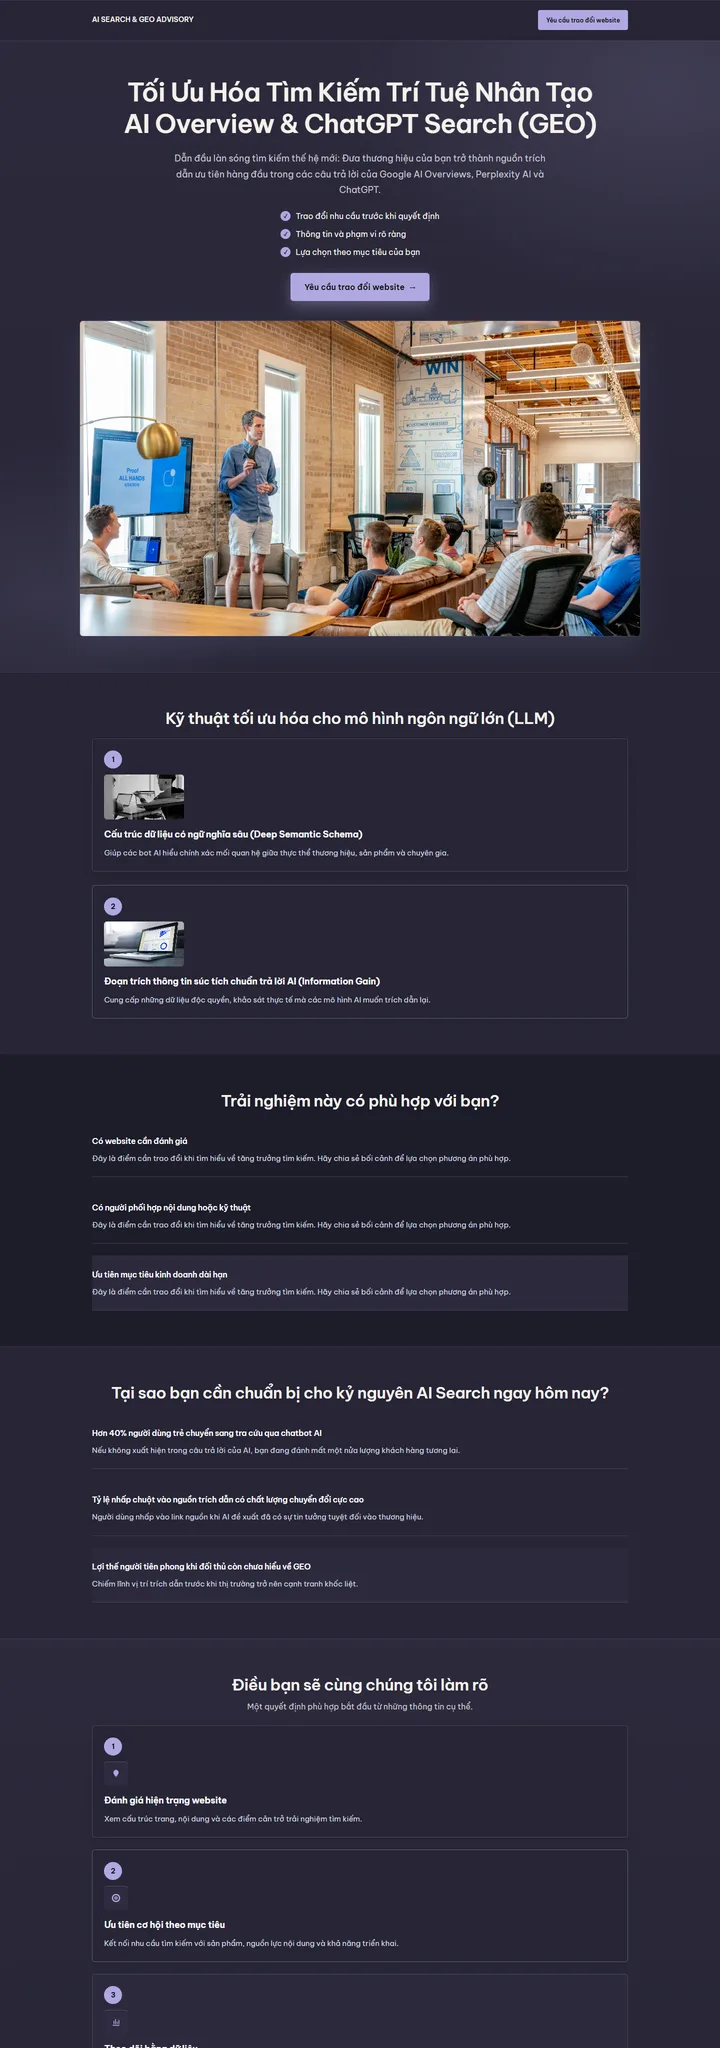 AI SEARCH & GEO ADVISORY
Yêu cầu trao đổi website
Tối Ưu Hóa Tìm Kiếm Trí Tuệ Nhân Tạo
AI Overview & ChatGPT Search (GEO)
Dẫn đầu làn sóng tìm kiếm thế hệ mới: Đưa thương hiệu của bạn trở thành nguồn trích
dẫn ưu tiên hàng đầu trong các câu trả lời của Google AI Overviews, Perplexity AI và
ChatGPT.
Trao đổi nhu cầu trước khi quyết định
Thông tin và phạm vi rõ ràng
Lựa chọn theo mục tiêu của bạn
Yêu cầu trao đổi website →
WIN
Proof
ALL HANDS
Kỹ thuật tối ưu hóa cho mô hình ngôn ngữ lớn (LLM)
1
Cấu trúc dữ liệu có ngữ nghĩa sâu (Deep Semantic Schema)
Giúp các bot AI hiểu chính xác mối quan hệ giữa thực thể thương hiệu, sản phẩm và chuyên gia.
2
Đoạn trích thông tin súc tích chuẩn trả lời AI (Information Gain)
Cung cấp những dữ liệu độc quyền, khảo sát thực tế mà các mô hình AI muốn trích dẫn lại.
Trải nghiệm này có phù hợp với bạn?
Có website cần đánh giá
Đây là điểm cần trao đổi khi tìm hiểu về tăng trưởng tìm kiếm. Hãy chia sẻ bối cảnh để lựa chọn phương án phù hợp.
Có người phối hợp nội dung hoặc kỹ thuật
Đây là điểm cần trao đổi khi tìm hiểu về tăng trưởng tìm kiếm. Hãy chia sẻ bối cảnh để lựa chọn phương án phù hợp.
Ưu tiên mục tiêu kinh doanh dài hạn
Đây là điểm cần trao đổi khi tìm hiểu về tăng trưởng tìm kiếm. Hãy chia sẻ bối cảnh để lựa chọn phương án phù hợp.
Tại sao bạn cần chuẩn bị cho kỷ nguyên AI Search ngay hôm nay?
Hơn 40% người dùng trẻ chuyển sang tra cứu qua chatbot AI
Nếu không xuất hiện trong câu trả lời của AI, bạn đang đánh mất một nửa lượng khách hàng tương lai.
Tỷ lệ nhấp chuột vào nguồn trích dẫn có chất lượng chuyển đổi cực cao
Người dùng nhấp vào link nguồn khi AI đề xuất đã có sự tin tưởng tuyệt đối vào thương hiệu.
Lợi thế người tiên phong khi đối thủ còn chưa hiểu về GEO
Chiếm lĩnh vị trí trích dẫn trước khi thị trường trở nên cạnh tranh khốc liệt.
Điều bạn sẽ cùng chúng tôi làm rõ
Một quyết định phù hợp bắt đầu từ những thông tin cụ thể.
1
Đánh giá hiện trạng website
Xem cấu trúc trang, nội dung và các điểm cản trở trải nghiệm tìm kiếm.
2
Ưu tiên cơ hội theo mục tiêu
Kết nối nhu cầu tìm kiếm với sản phẩm, nguồn lực nội dung và khả năng triển khai.
3
Theo dõi bằng dữ liệu